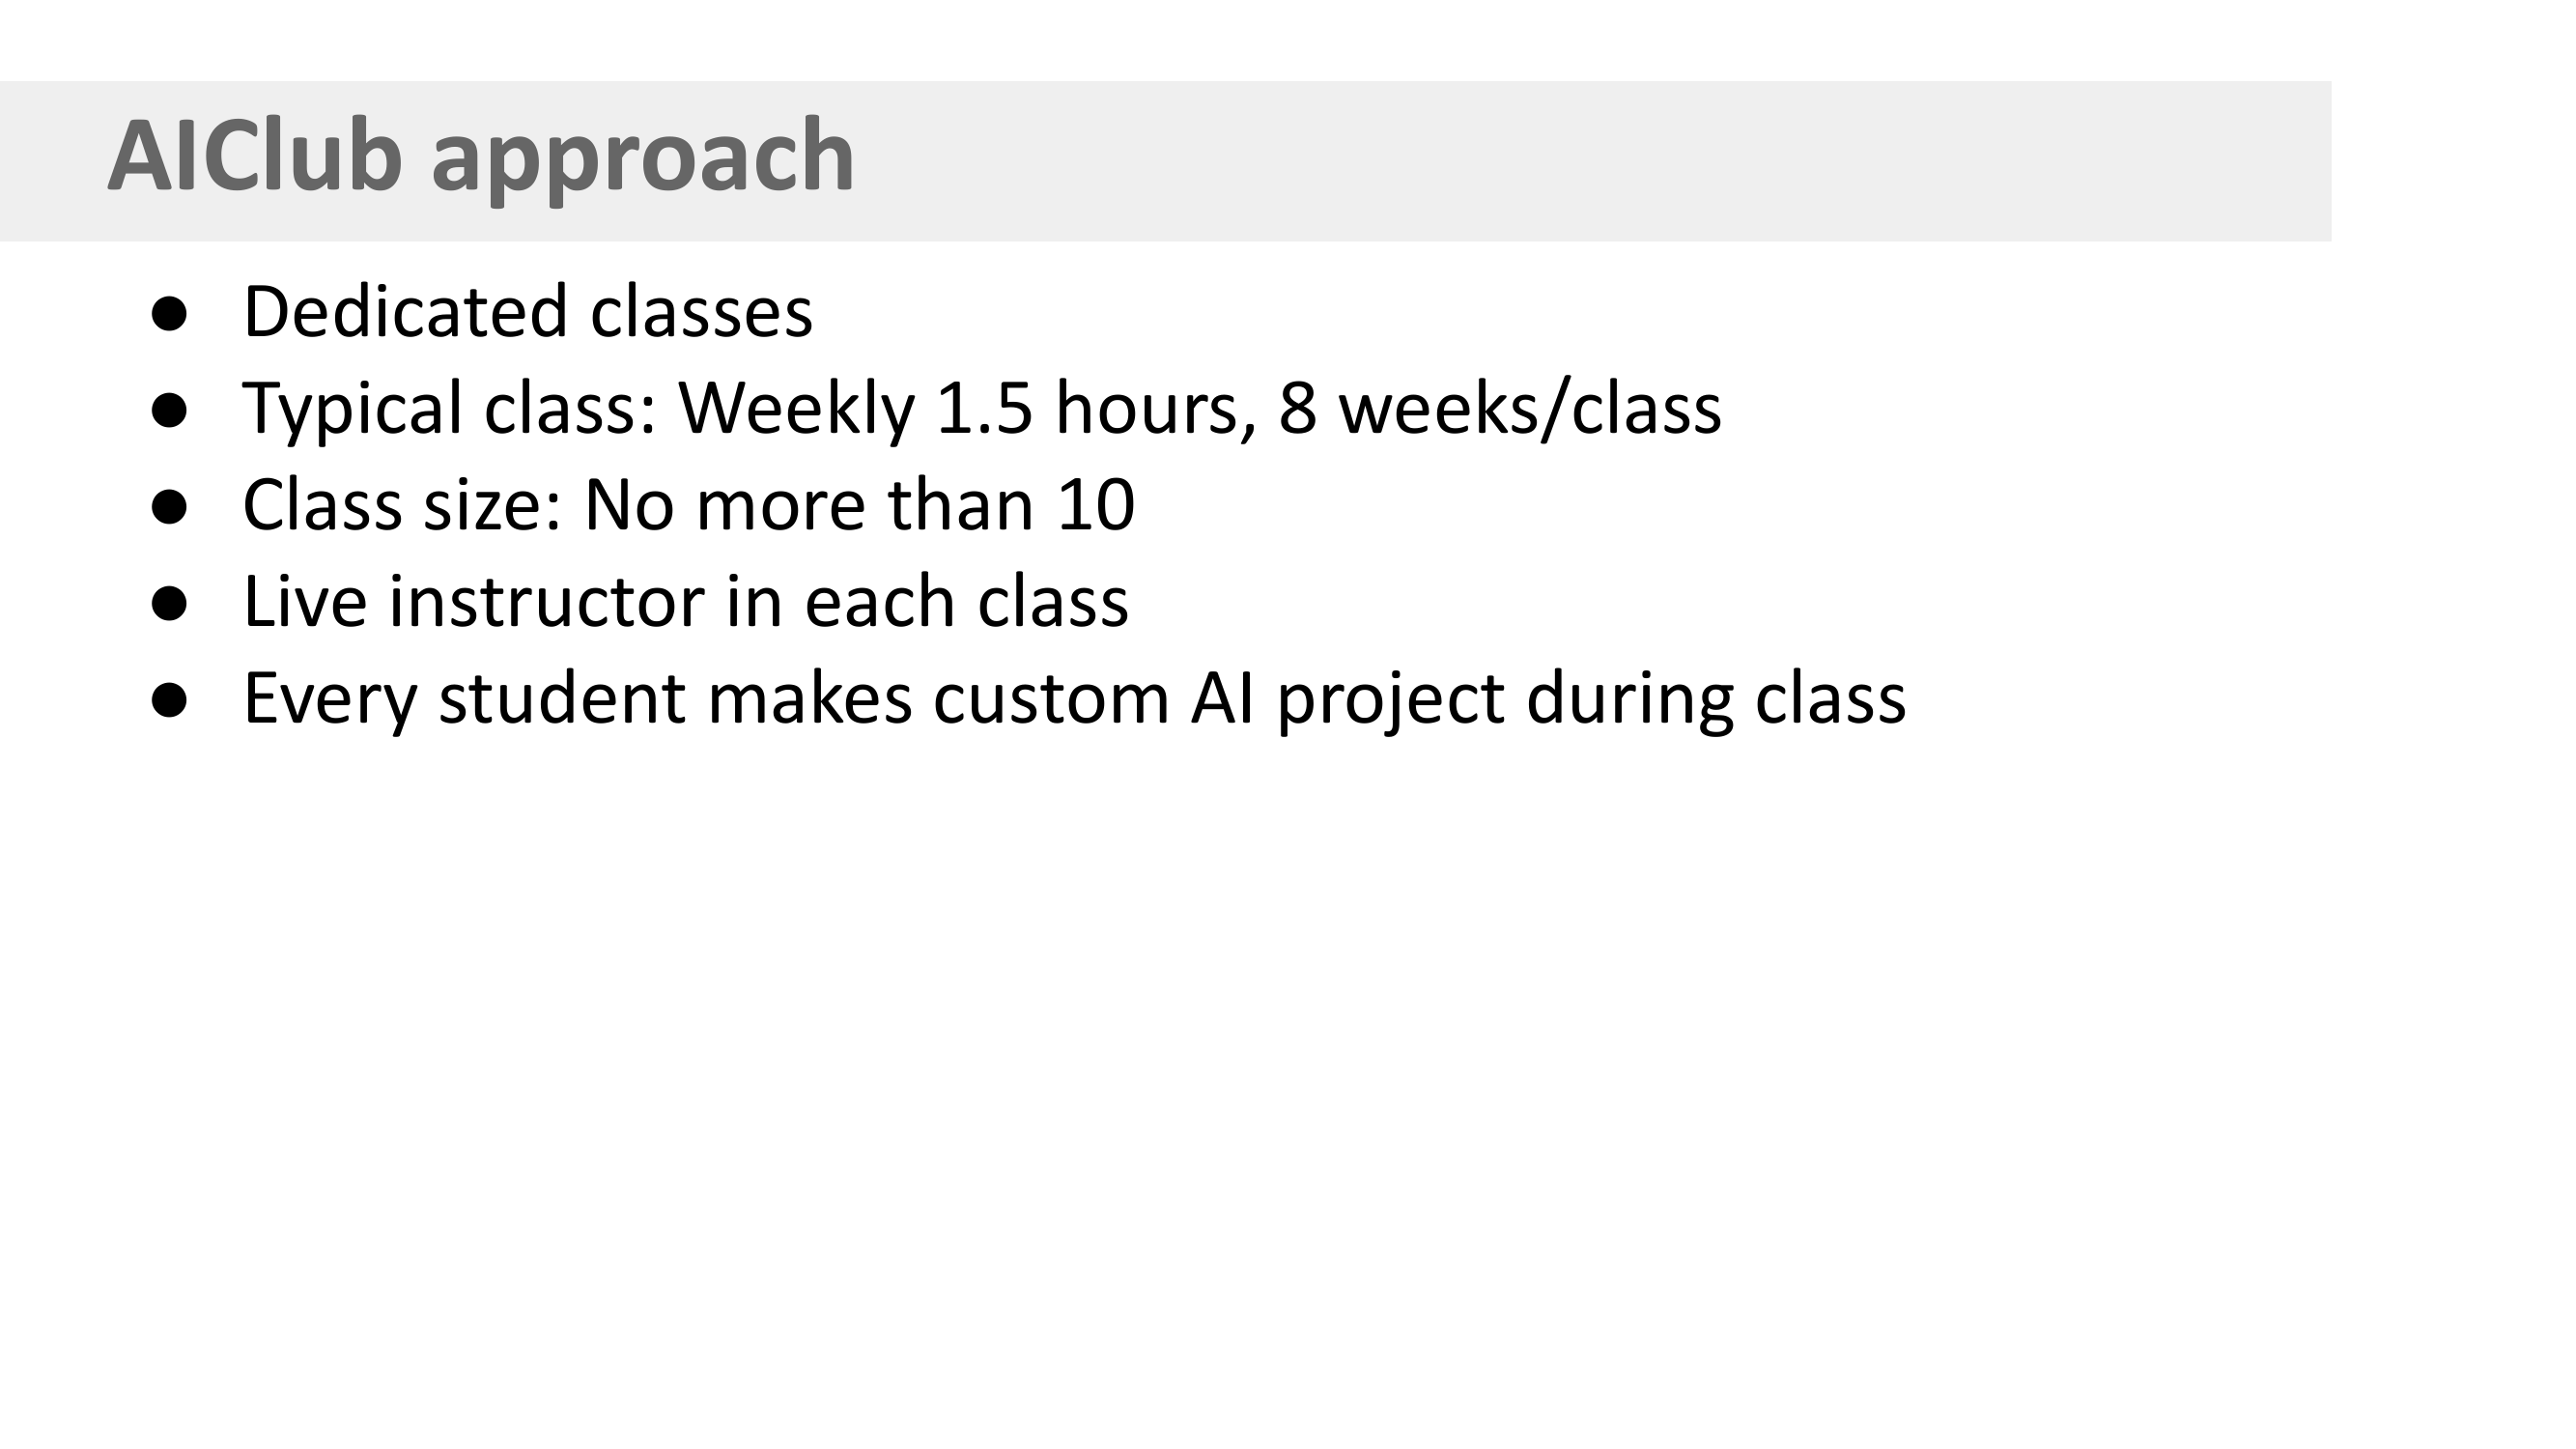 AIClub approach
● Dedicated classes
● Typical class: Weekly 1.5 hours, 8 weeks/class
● Class size: No more than 10
● Live instructor in each class
● Every student makes custom AI project during class